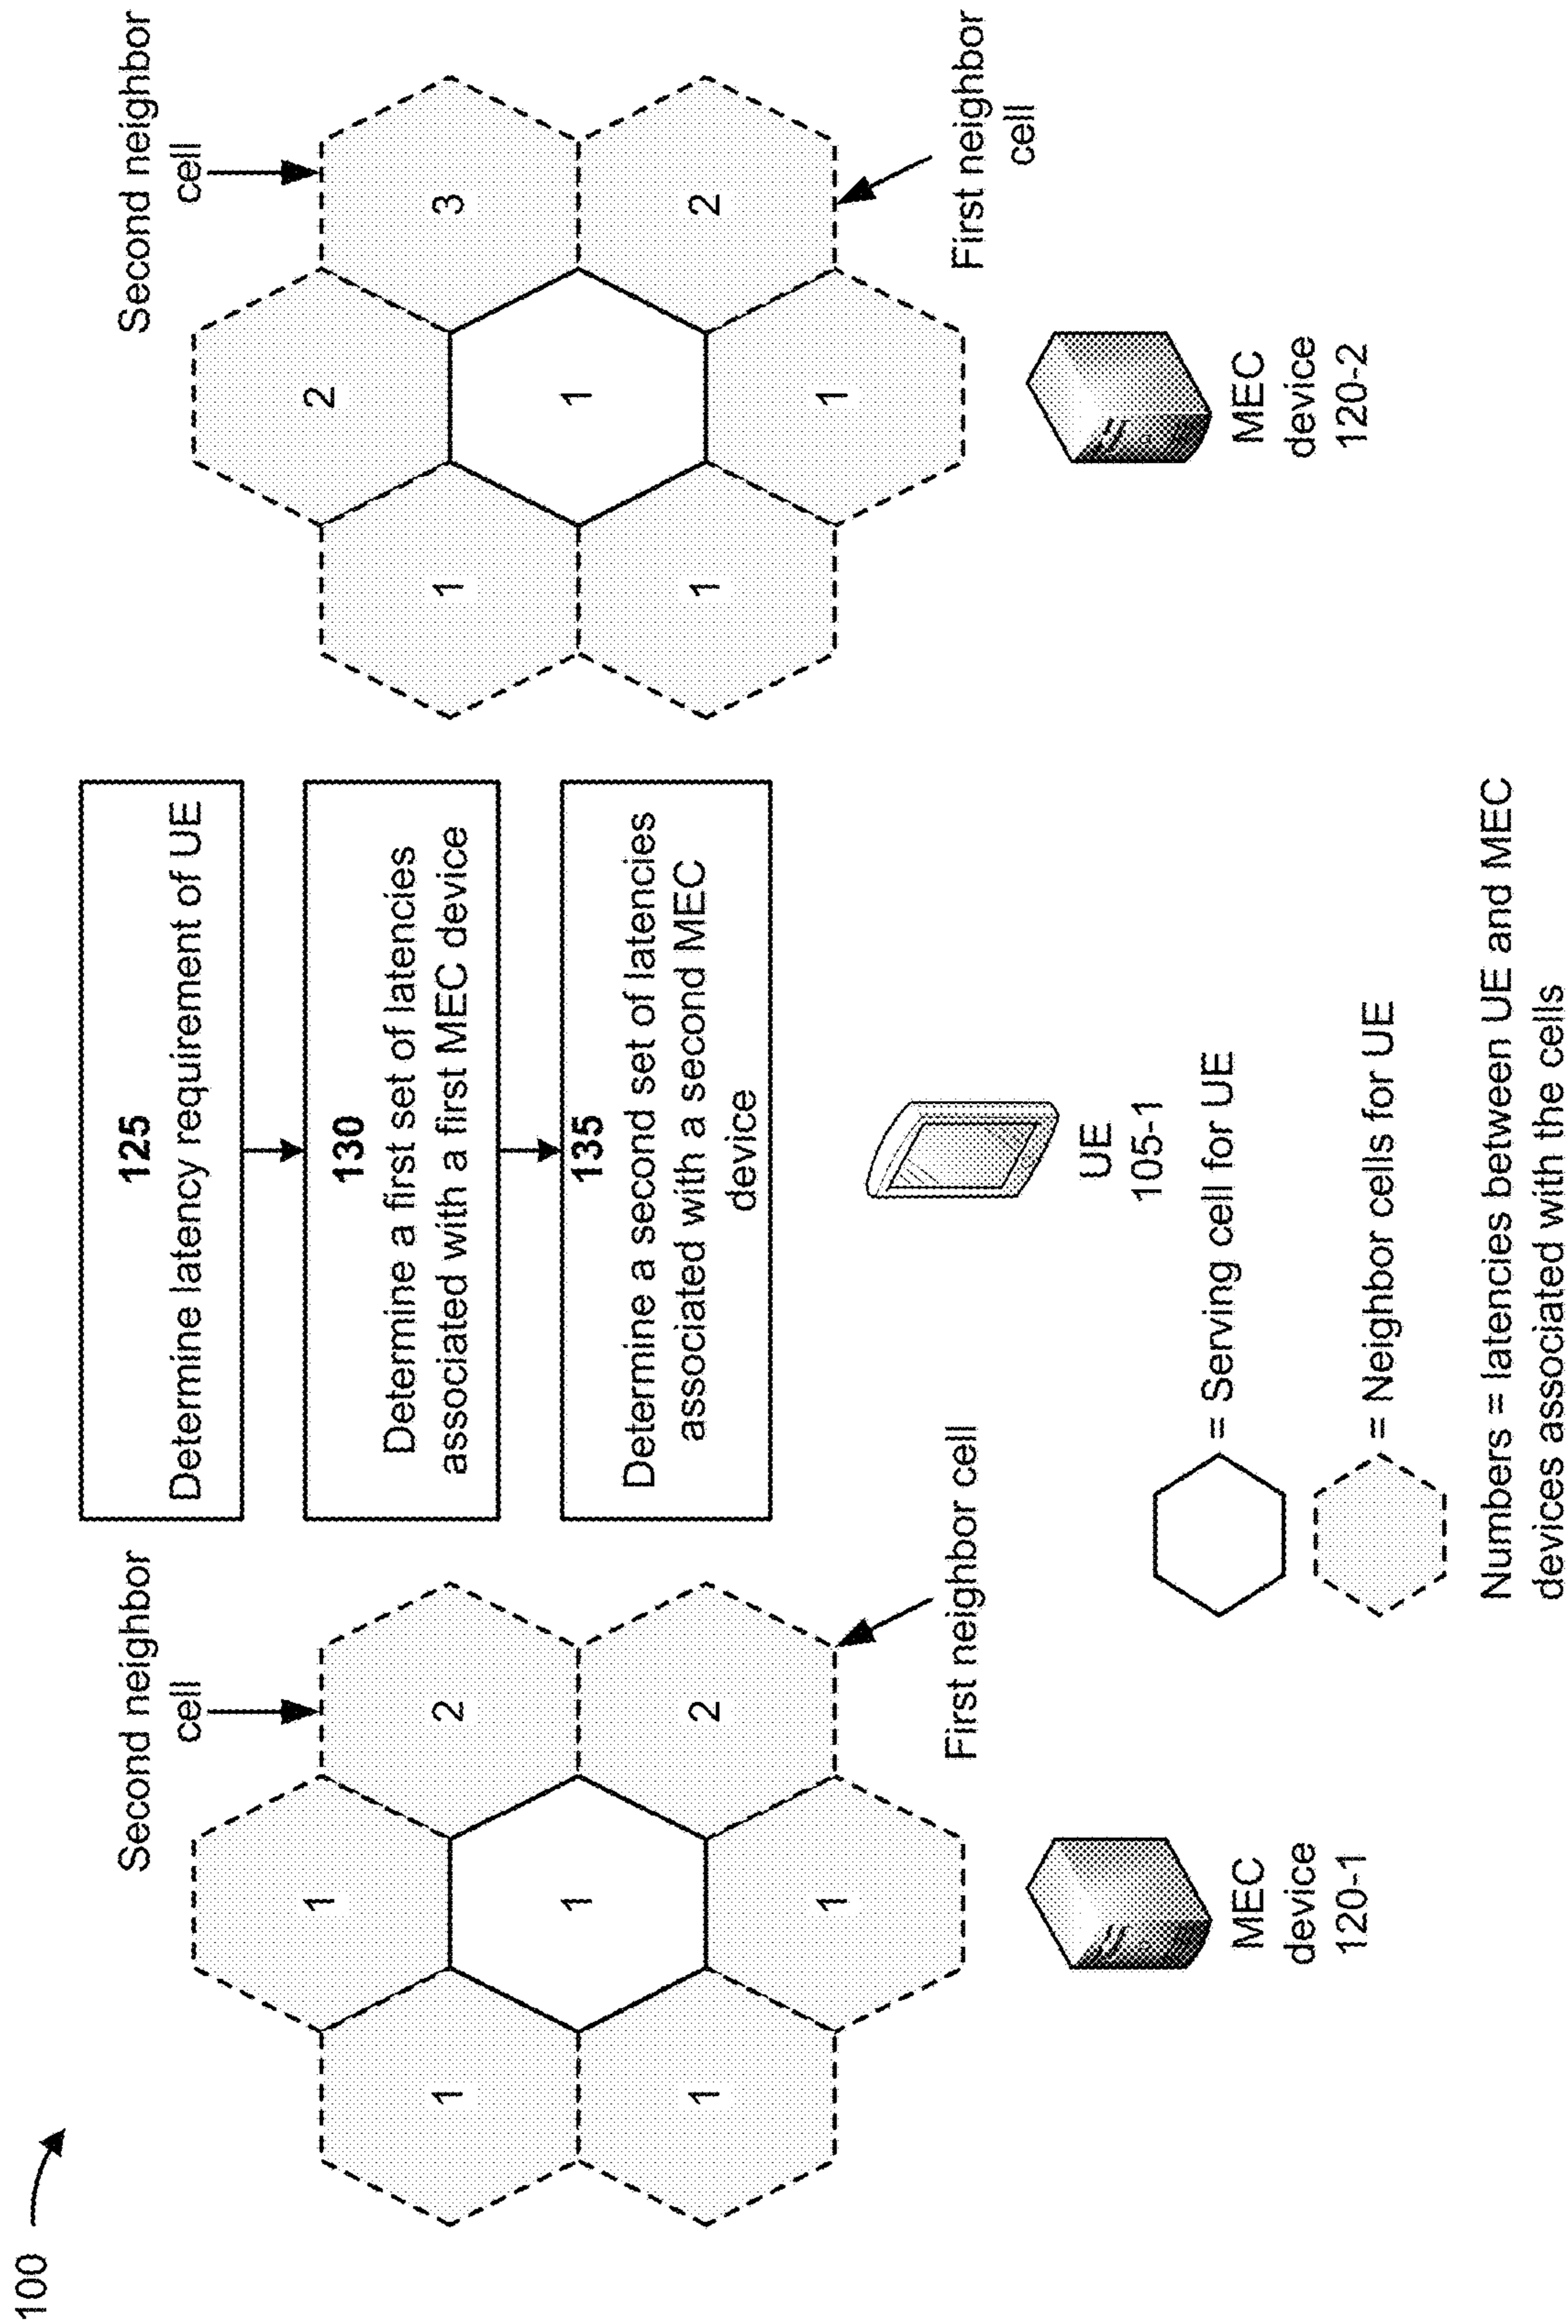 100
Second neighbor
cell
1
1
2
1
1
2
1
First neighbor cell
MEC
device
120-1
125
Determine latency requirement of UE
130
Determine a first set of latencies
associated with a first MEC device
135
Determine a second set of latencies
associated with a second MEC
device
UE
105-1
= Serving cell for UE
= Neighbor cells for UE
Numbers = latencies between UE and MEC
devices associated with the cells
Second neighbor
cell
2
1
3
1
1
2
1
First neighbor
cell
MEC
device
120-2